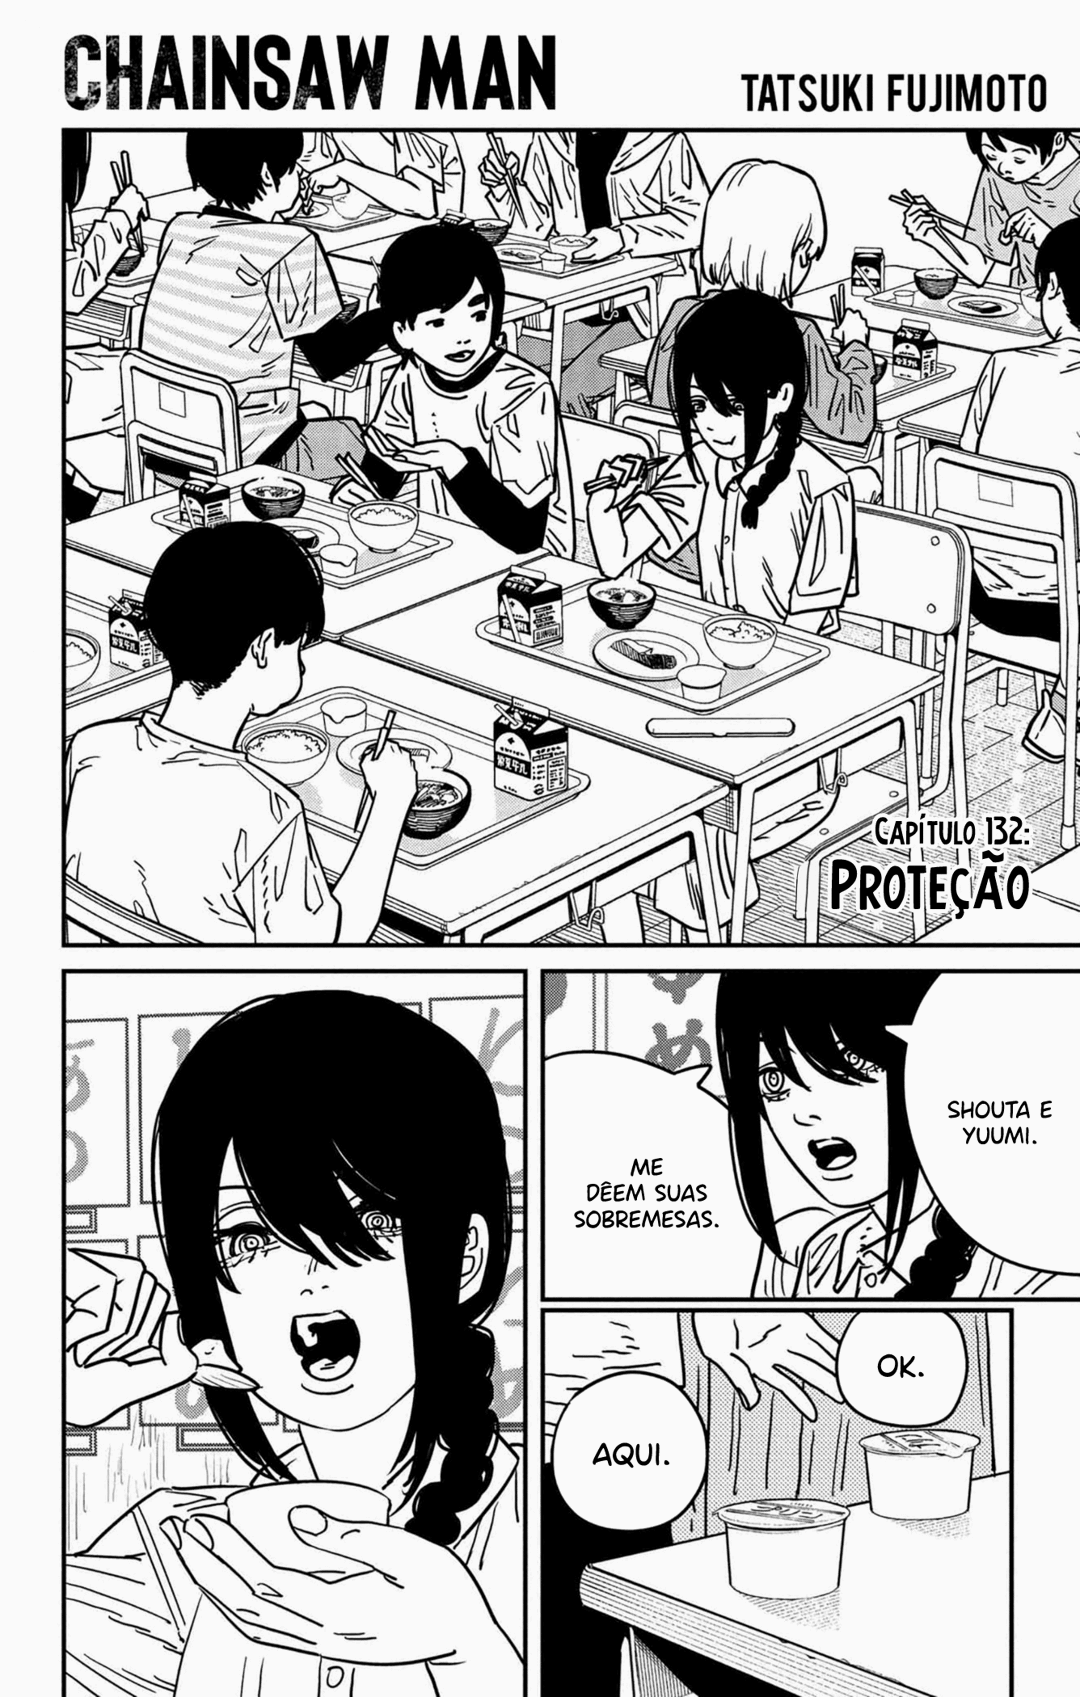 CHAINSAW MAN
TATSUKI FUJIMOTO
CAPÍTULO 132:
PROTEÇÃO
SHOUTA E
YUUMI.
ME
DÊEM SUAS
SOBREMESAS.
OK.
AQUI.